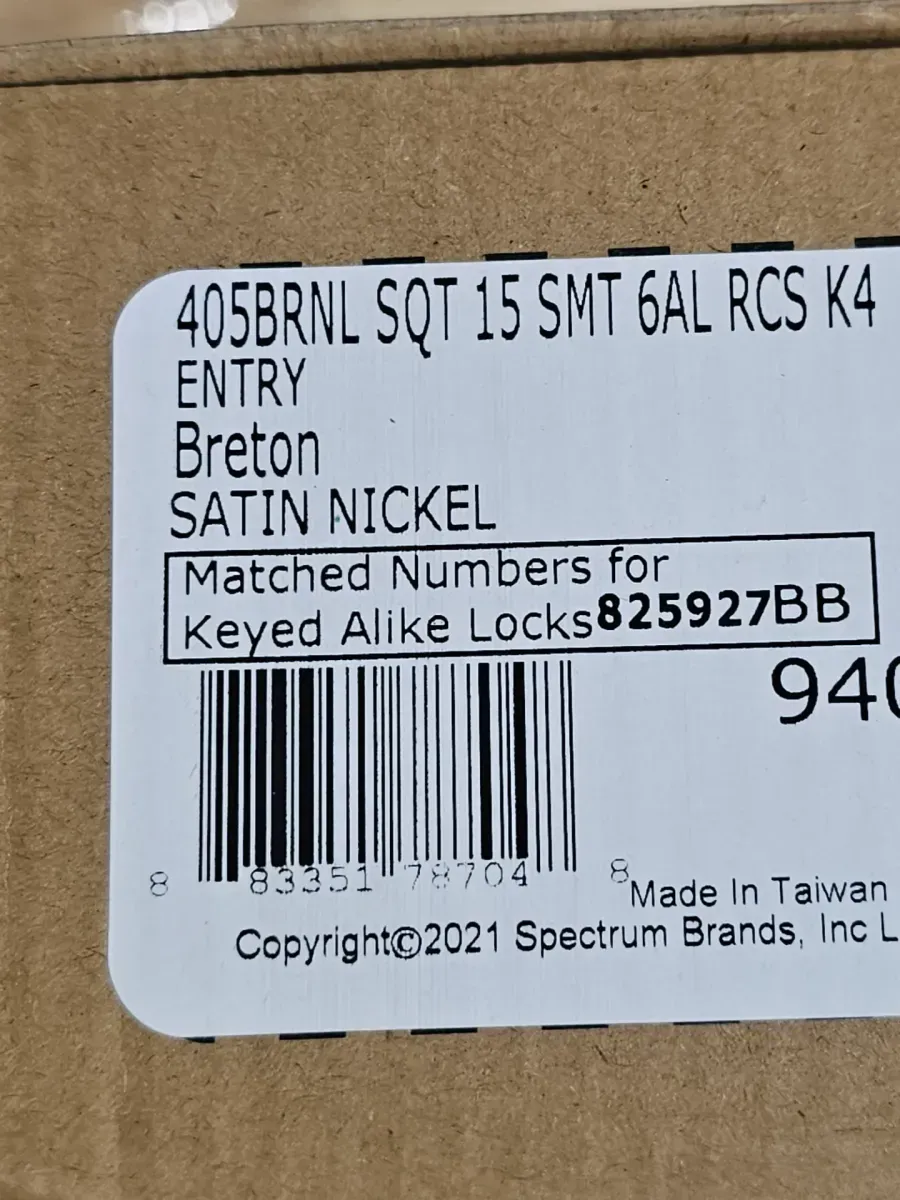 405BRNL SQT 15 SMT 6AL RCS K4
ENTRY
Breton
SATIN NICKEL
Matched Numbers for
Keyed Alike Locks825927BB
940
8 83351 78704 8
Made In Taiwan
Copyright©2021 Spectrum Brands, Inc L